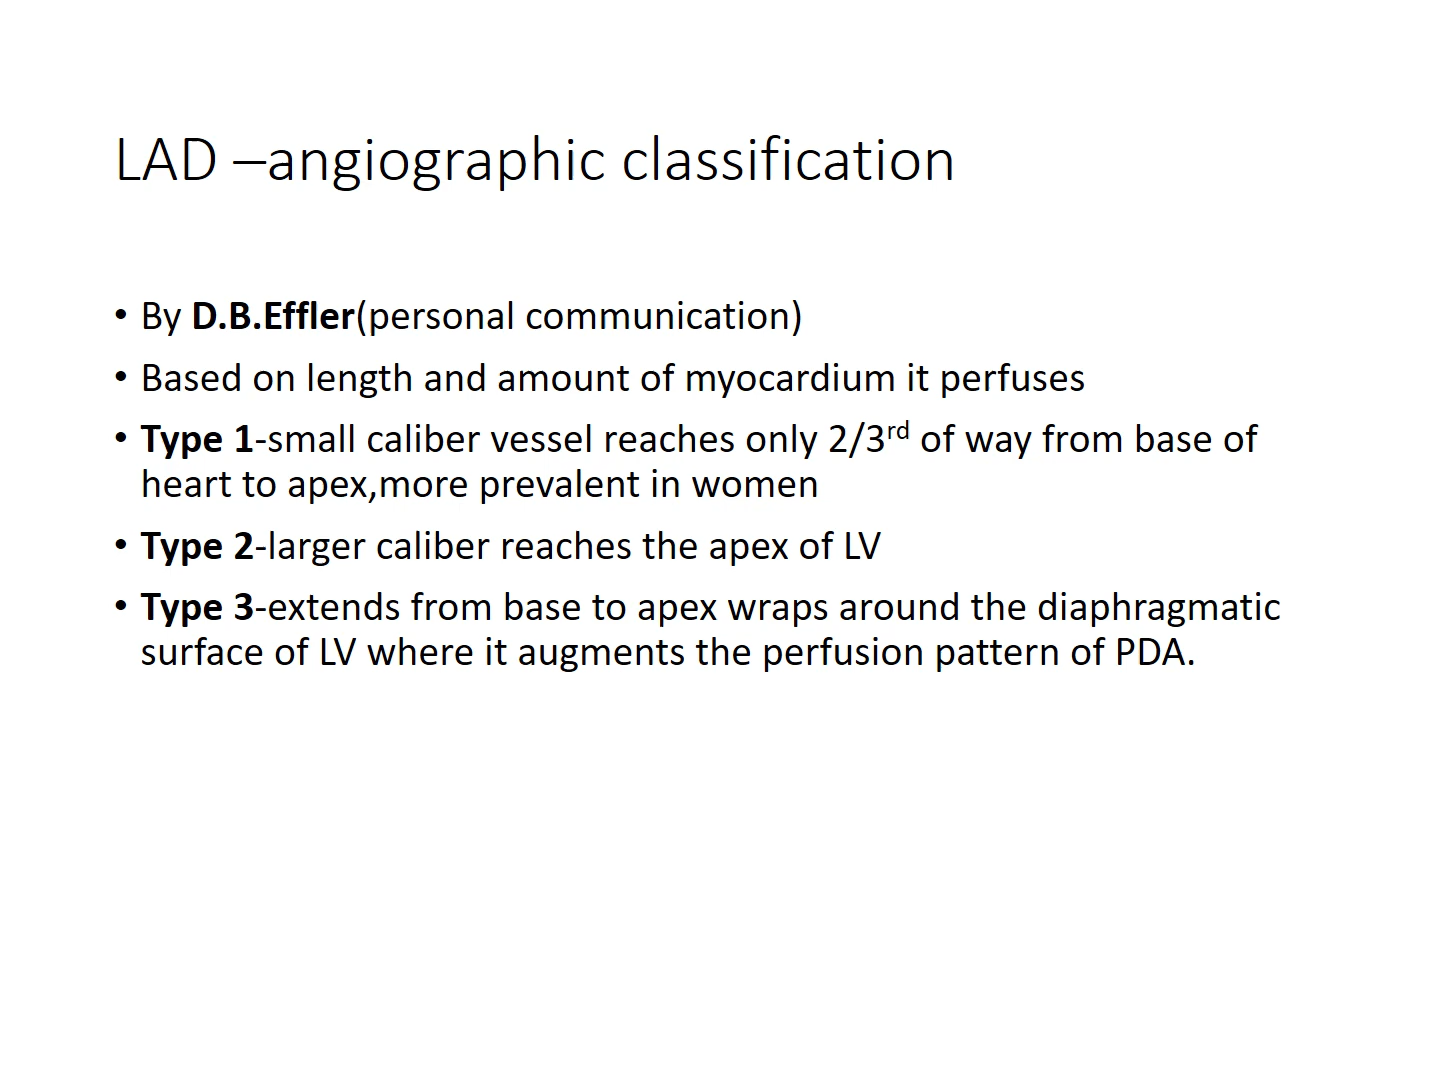 LAD –angiographic classification
• By D.B.Effler(personal communication)
• Based on length and amount of myocardium it perfuses
• Type 1-small caliber vessel reaches only 2/3rd of way from base of
heart to apex,more prevalent in women
• Type 2-larger caliber reaches the apex of LV
• Type 3-extends from base to apex wraps around the diaphragmatic
surface of LV where it augments the perfusion pattern of PDA.